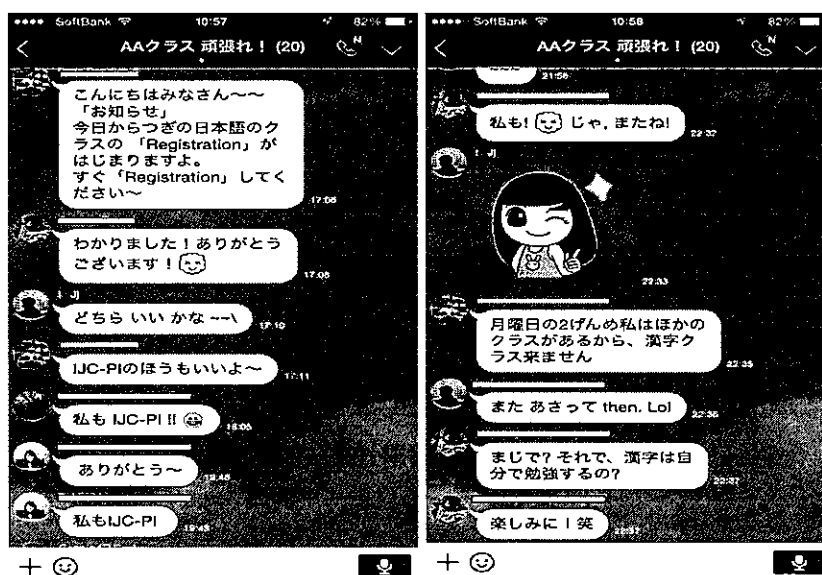 SoftBank 10:57 82%
AAクラス 頑張れ！ (20)
N
こんにちはみなさん～～
「お知らせ」
今日からつぎの日本語のク
ラスの 「Registration」が
はじまりますよ。
すぐ「Registration」してく
ださい～
17:06
わかりました！ありがとう
ございます！
17:08
t J)
どちら いい かな ~~\
17:10
IJC-PIのほうもいいよ～
17:11
私も IJC-PI !!
ありがとう～
私もIJC-PI
SoftBank 10:58 82%
AAクラス 頑張れ！ (20)
N
21:56
私も! じゃ, またね!
22:32
t J)
22:33
月曜日の2げんめ私はほかの
クラスがあるから、漢字ク
ラス来ません
22:35
また あさって then. Lol
22:36
まじで? それで、漢字は自
分で勉強するの?
22:37
楽しみに！笑